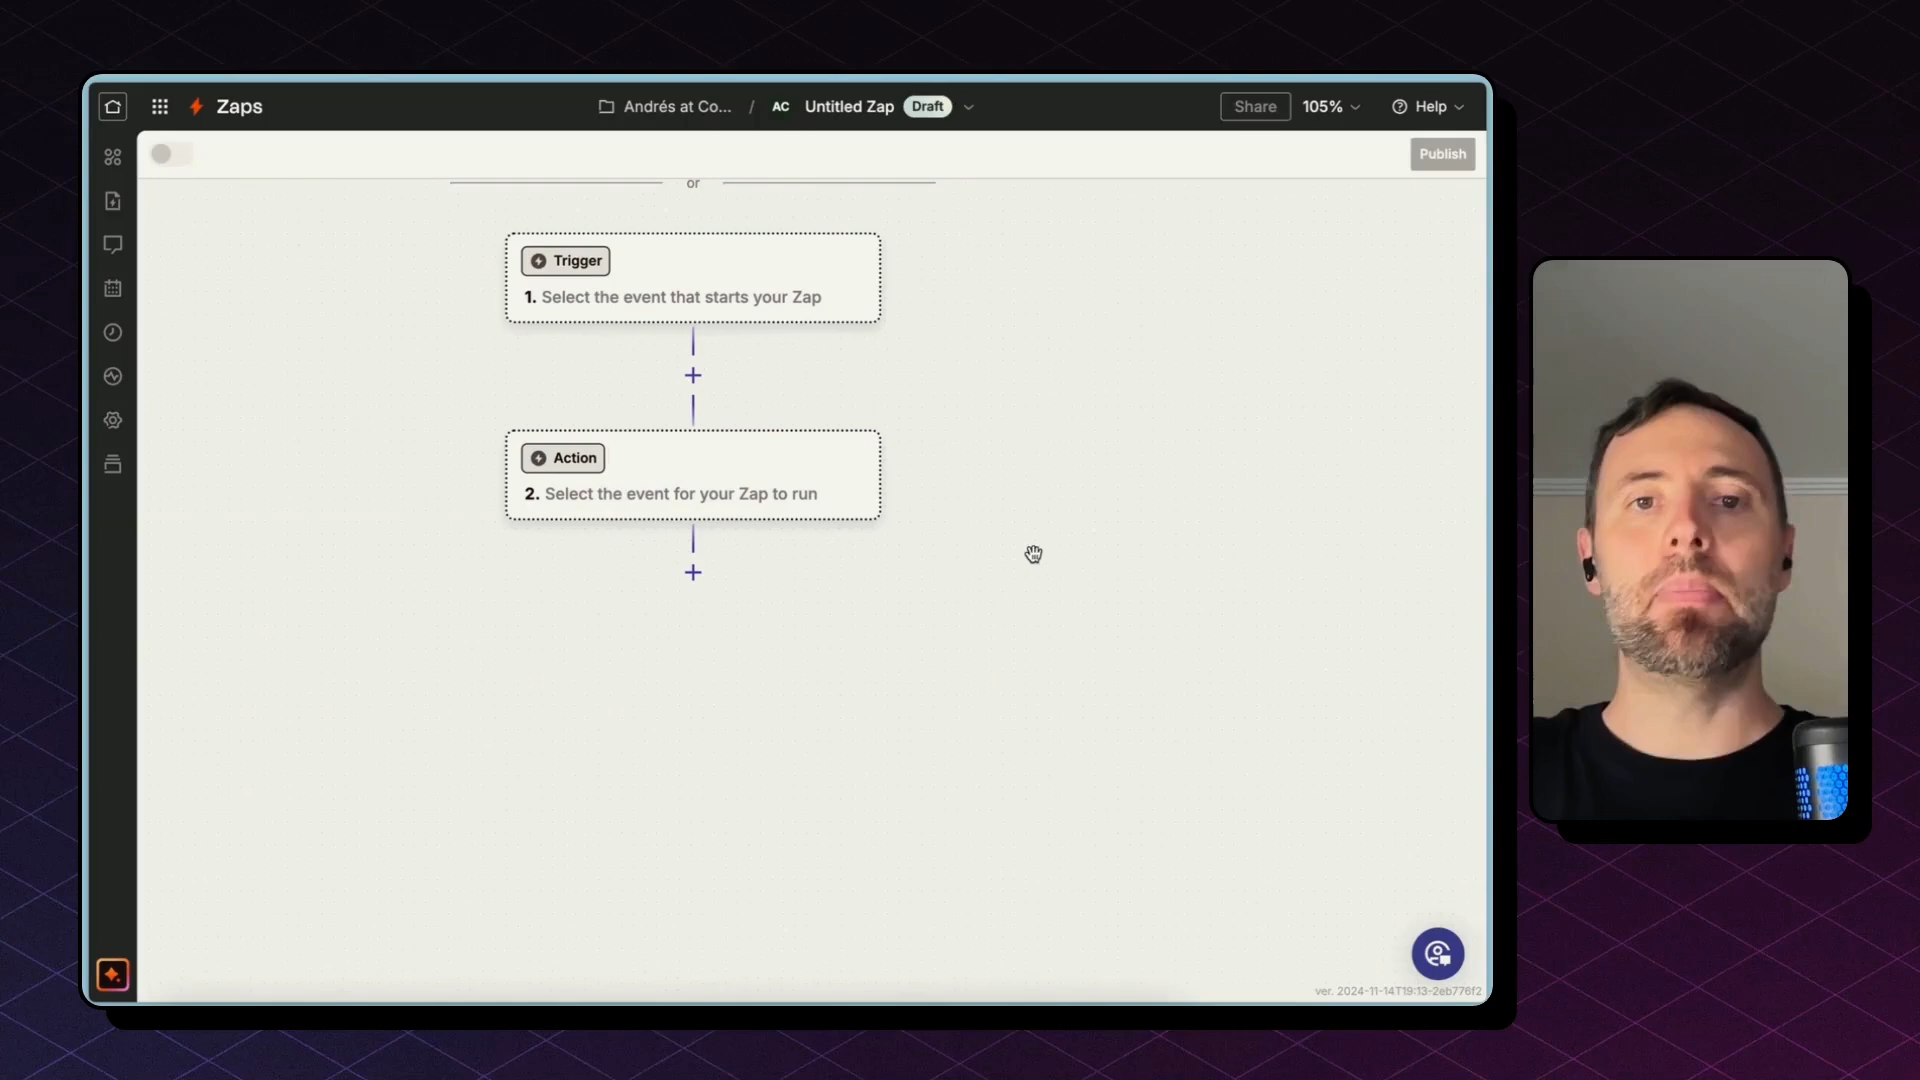 Zaps
Andrés at Co... / AC Untitled Zap Draft
Share 105% Help
Publish
or
Trigger
1. Select the event that starts your Zap
Action
2. Select the event for your Zap to run
ver. 2024-11-14T19:13-2eb776f2